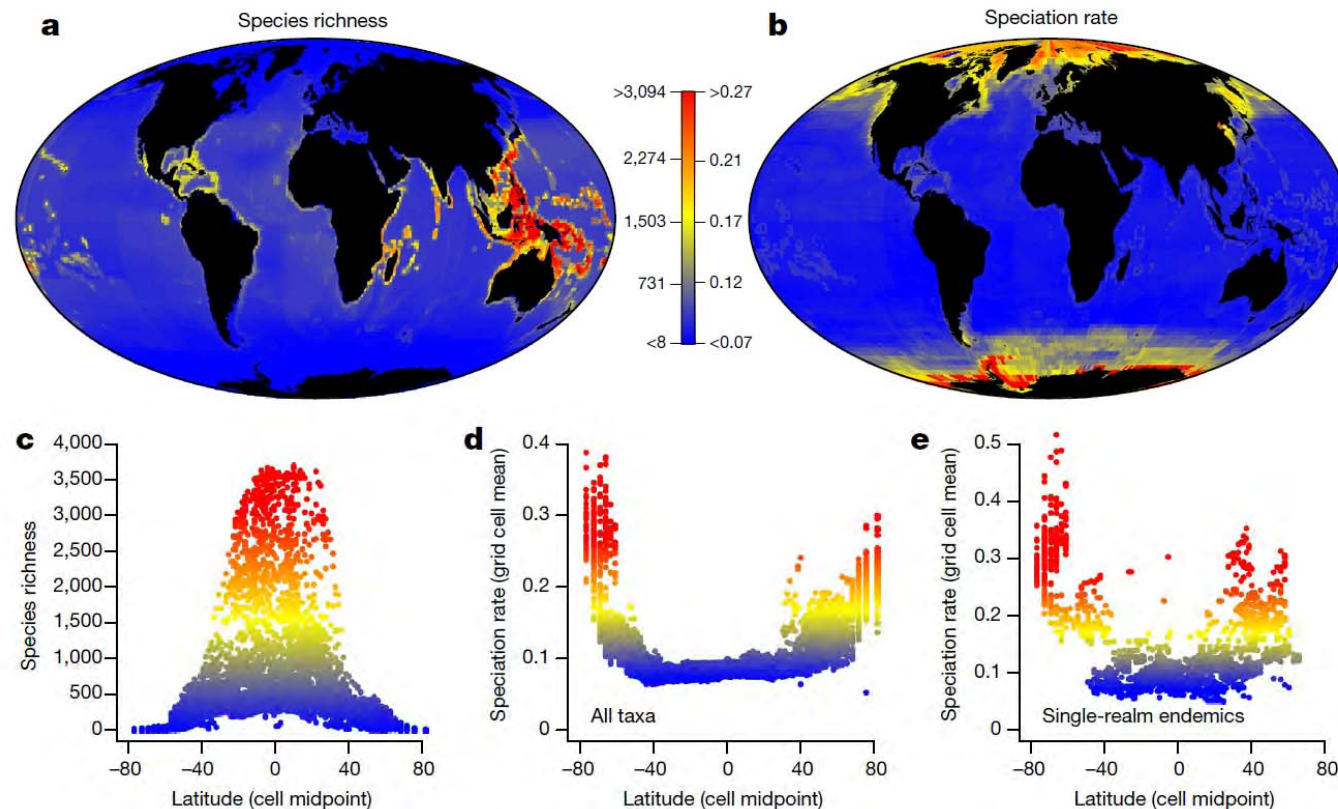 a
Species richness
b
Speciation rate
>3,094 >0.27
2,274 0.21
1,503 0.17
731 0.12
<8 <0.07
c
4,000
3,500
3,000
2,500
2,000
1,500
1,000
500
0
Species richness
–80 –40 0 40 80
Latitude (cell midpoint)
d
0.4
0.3
0.2
0.1
0
Speciation rate (grid cell mean)
All taxa
–80 –40 0 40 80
Latitude (cell midpoint)
e
0.5
0.4
0.3
0.2
0.1
0
Speciation rate (grid cell mean)
Single-realm endemics
–80 –40 0 40 80
Latitude (cell midpoint)